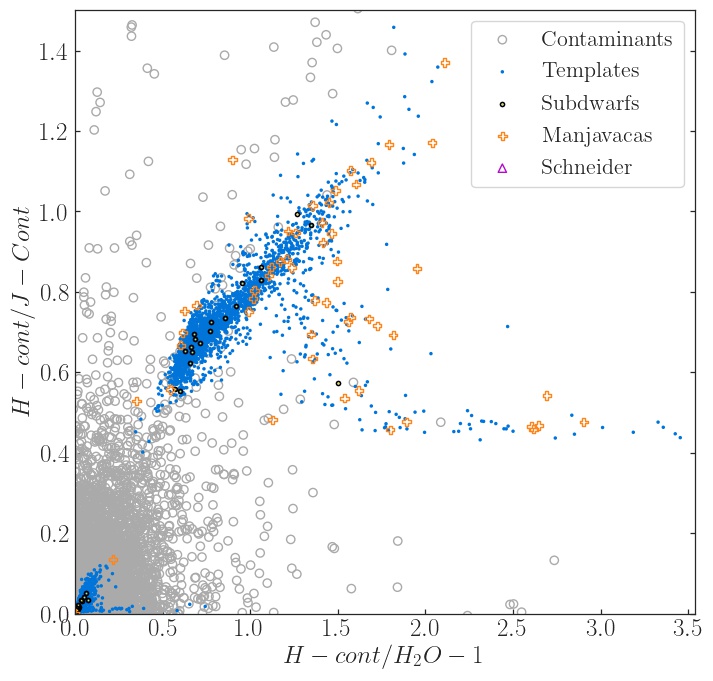 Contaminants
Templates
Subdwarfs
Manjavacas
Schneider
1.4
1.2
1.0
0.8
0.6
0.4
0.2
0.0
H − cont/J − Cont
0.0 0.5 1.0 1.5 2.0 2.5 3.0 3.5
H − cont/H₂O − 1